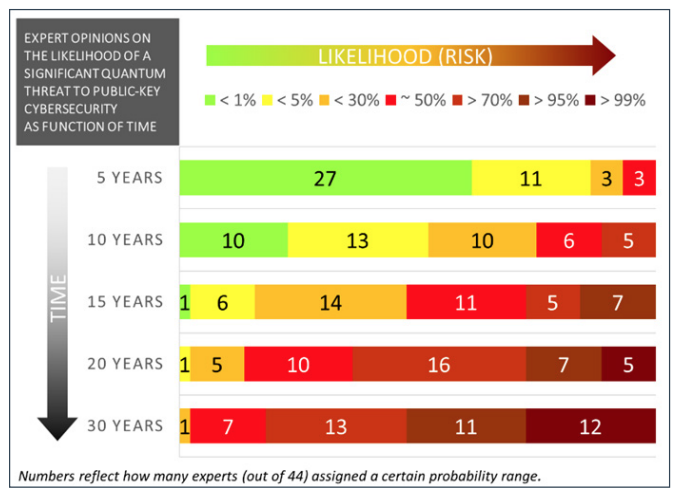 EXPERT OPINIONS ON
THE LIKELIHOOD OF A
SIGNIFICANT QUANTUM
THREAT TO PUBLIC-KEY
CYBERSECURITY
AS FUNCTION OF TIME
LIKELIHOOD (RISK)
< 1% < 5% < 30% ~ 50% > 70% > 95% > 99%
TIME
5 YEARS 27 11 3 3
10 YEARS 10 13 10 6 5
15 YEARS 1 6 14 11 5 7
20 YEARS 1 5 10 16 7 5
30 YEARS 1 7 13 11 12
Numbers reflect how many experts (out of 44) assigned a certain probability range.